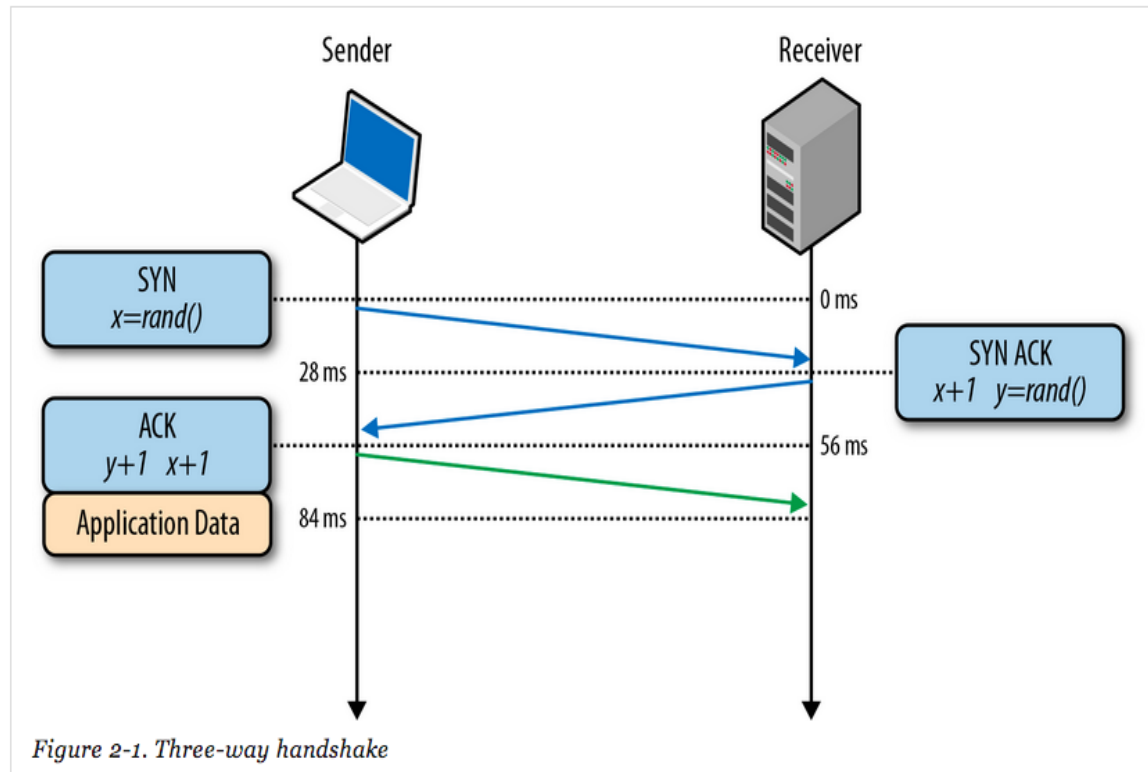 Sender
Receiver
SYN
x=rand()
0 ms
28 ms
SYN ACK
x+1 y=rand()
ACK
y+1 x+1
56 ms
Application Data
84 ms
Figure 2-1. Three-way handshake